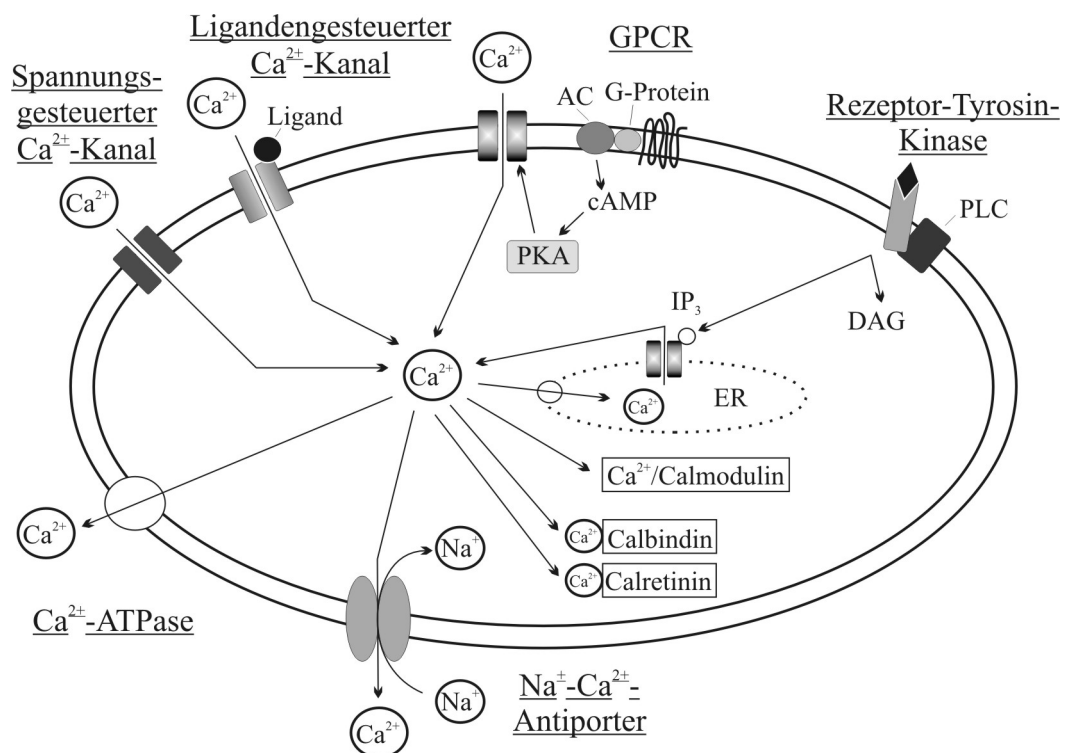 Spannungs-
gesteuerter
Ca²⁺-Kanal
Ca²⁺
Ligandengesteuerter
Ca²⁺-Kanal
Ca²⁺
Ligand
Ca²⁺
GPCR
AC
G-Protein
cAMP
PKA
Rezeptor-Tyrosin-
Kinase
PLC
DAG
IP₃
Ca²⁺
Ca²⁺
ER
Ca²⁺/Calmodulin
Ca²⁺ Calbindin
Ca²⁺ Calretinin
Ca²⁺
Ca²⁺-ATPase
Na⁺
Na⁺
Ca²⁺
Na⁺-Ca²⁺-
Antiporter